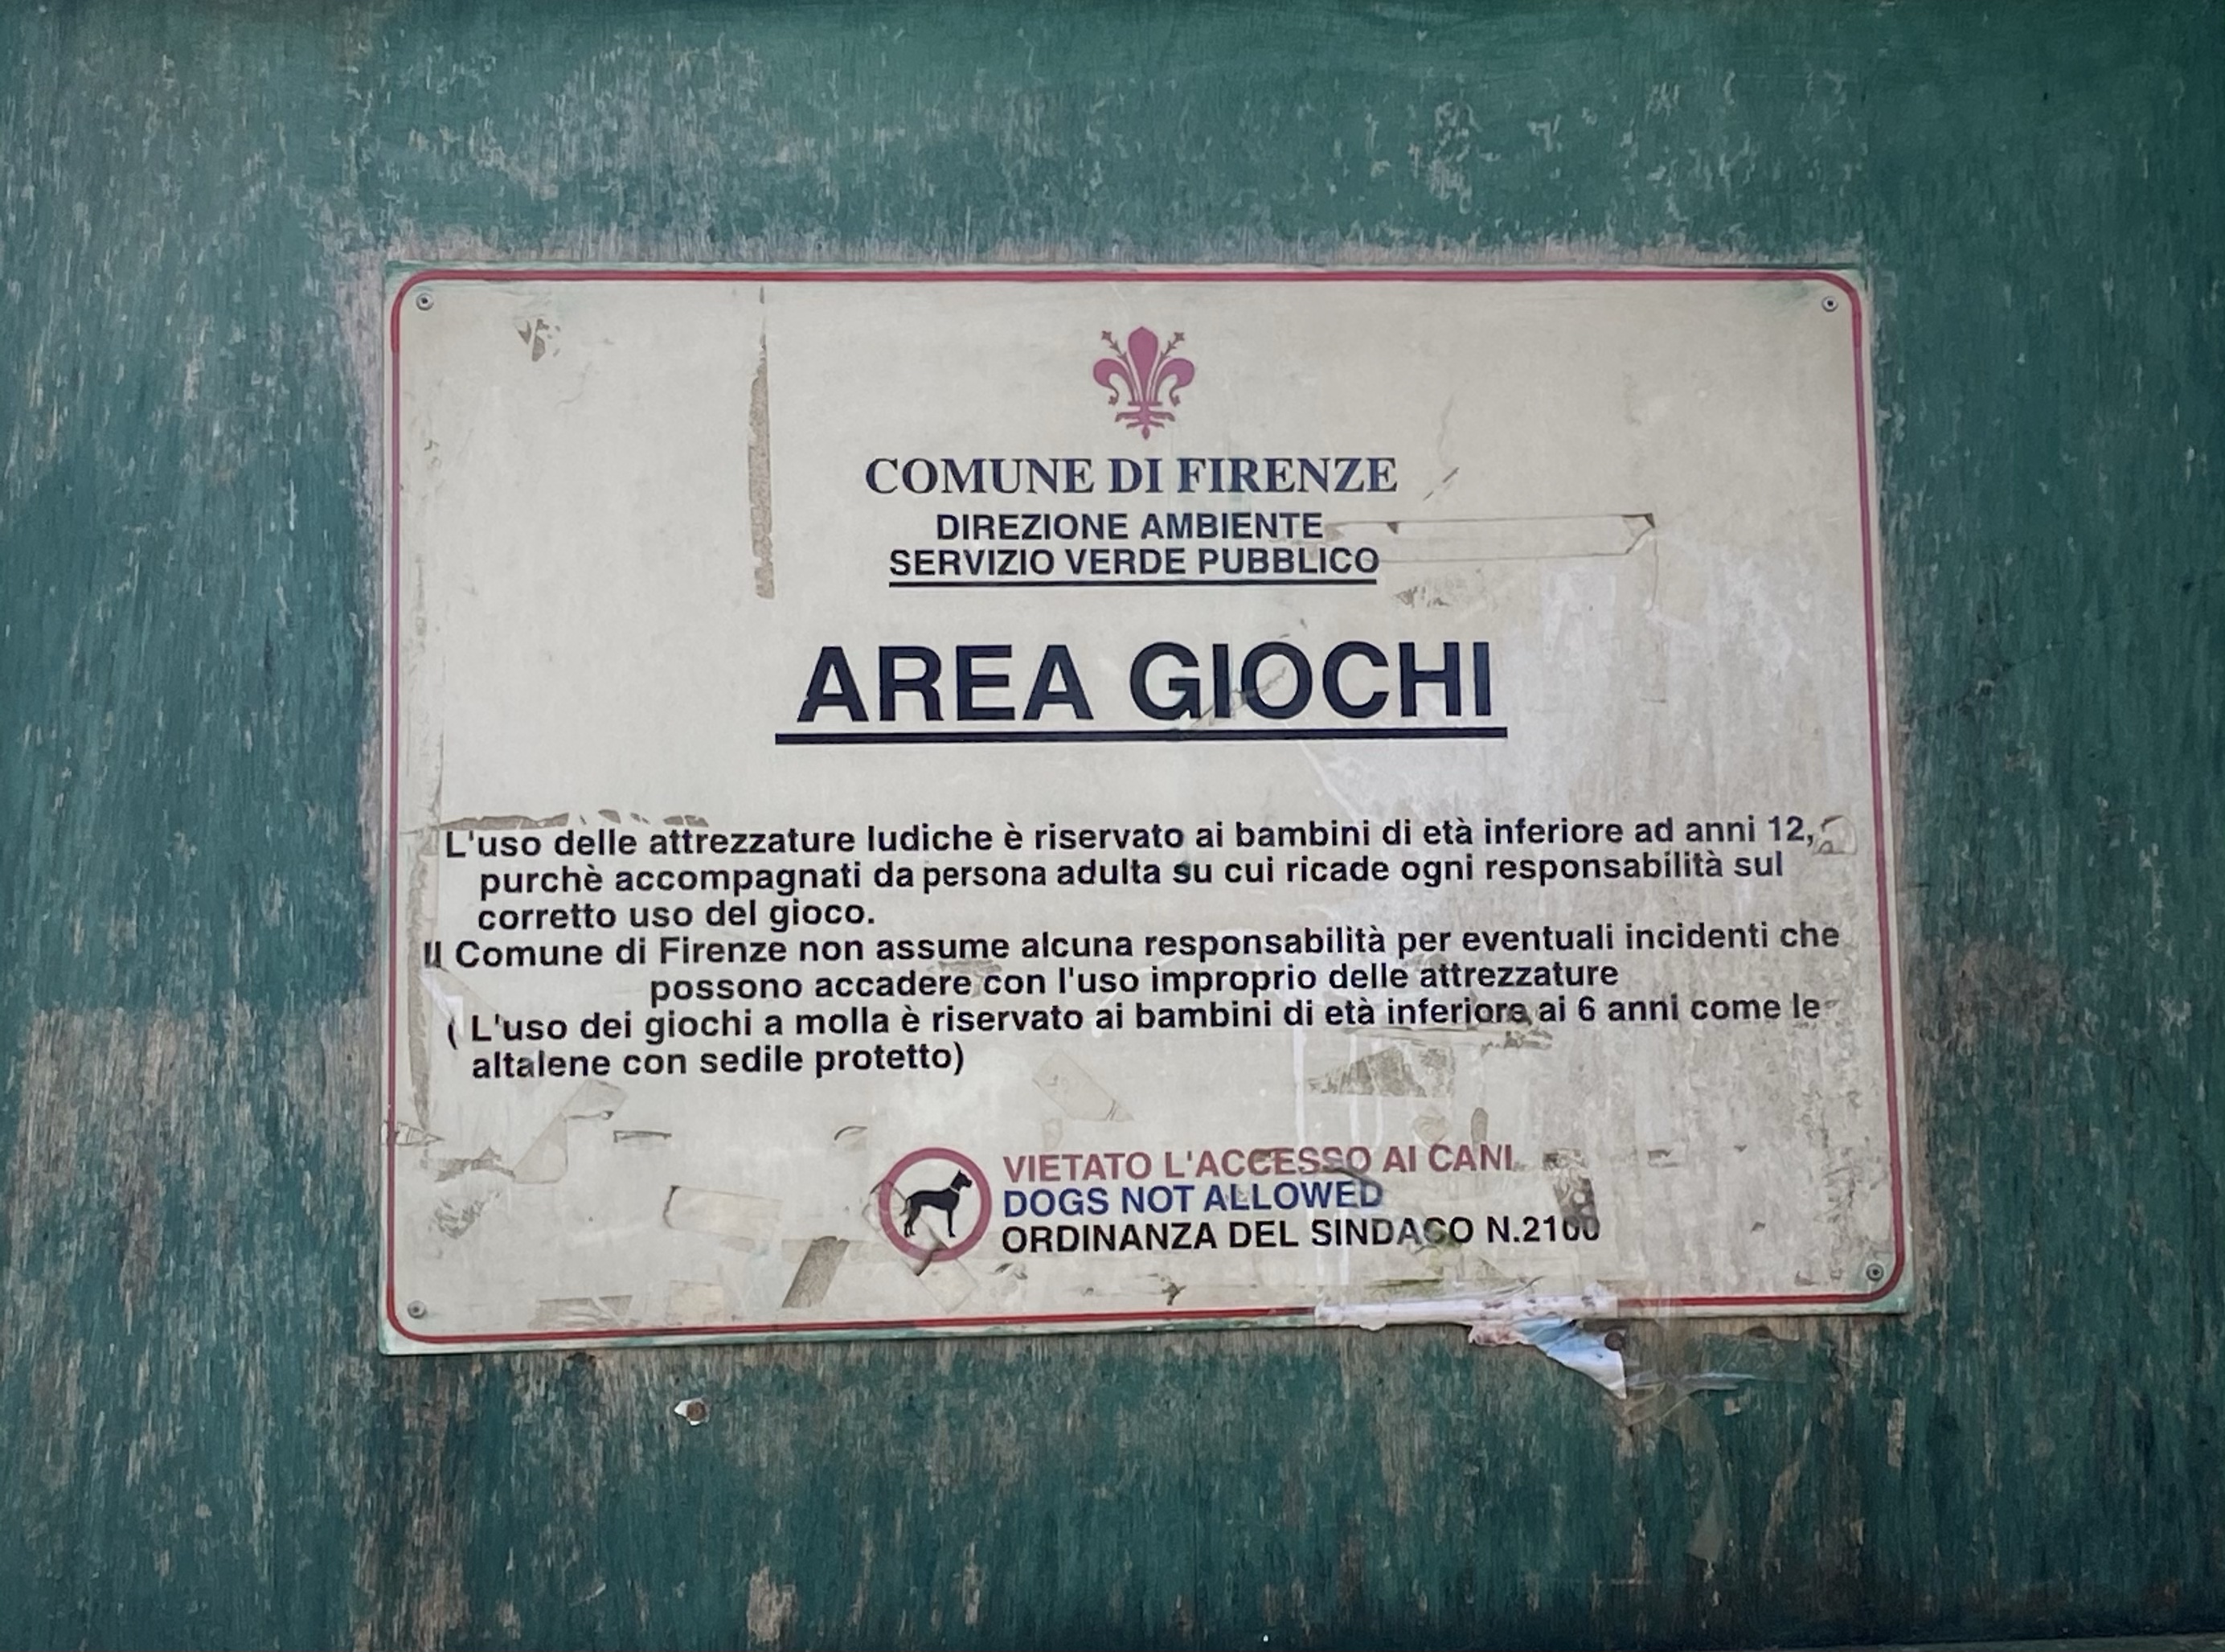 COMUNE DI FIRENZE
DIREZIONE AMBIENTE
SERVIZIO VERDE PUBBLICO
AREA GIOCHI
L'uso delle attrezzature ludiche è riservato ai bambini di età inferiore ad anni 12,
purchè accompagnati da persona adulta su cui ricade ogni responsabilità sul
corretto uso del gioco.
Il Comune di Firenze non assume alcuna responsabilità per eventuali incidenti che
possono accadere con l'uso improprio delle attrezzature
( L'uso dei giochi a molla è riservato ai bambini di età inferiore ai 6 anni come le
altalene con sedile protetto)
VIETATO L'ACCESSO AI CANI
DOGS NOT ALLOWED
ORDINANZA DEL SINDACO N.2100